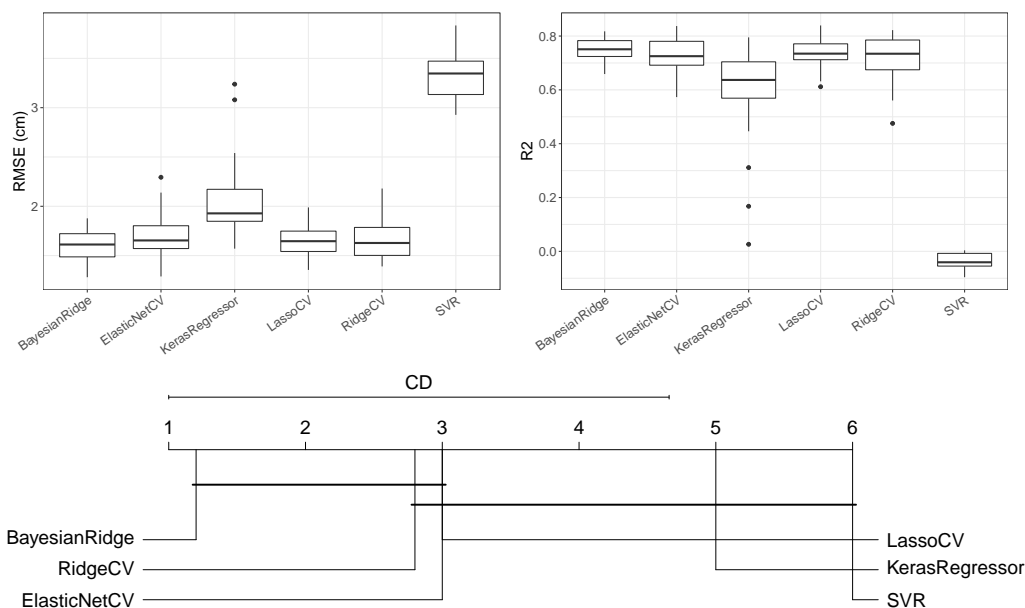 RMSE (cm)
3
2
BayesianRidge
ElasticNetCV
KerasRegressor
LassoCV
RidgeCV
SVR
R2
0.8
0.6
0.4
0.2
0.0
BayesianRidge
ElasticNetCV
KerasRegressor
LassoCV
RidgeCV
SVR
CD
1 2 3 4 5 6
BayesianRidge LassoCV
RidgeCV KerasRegressor
ElasticNetCV SVR